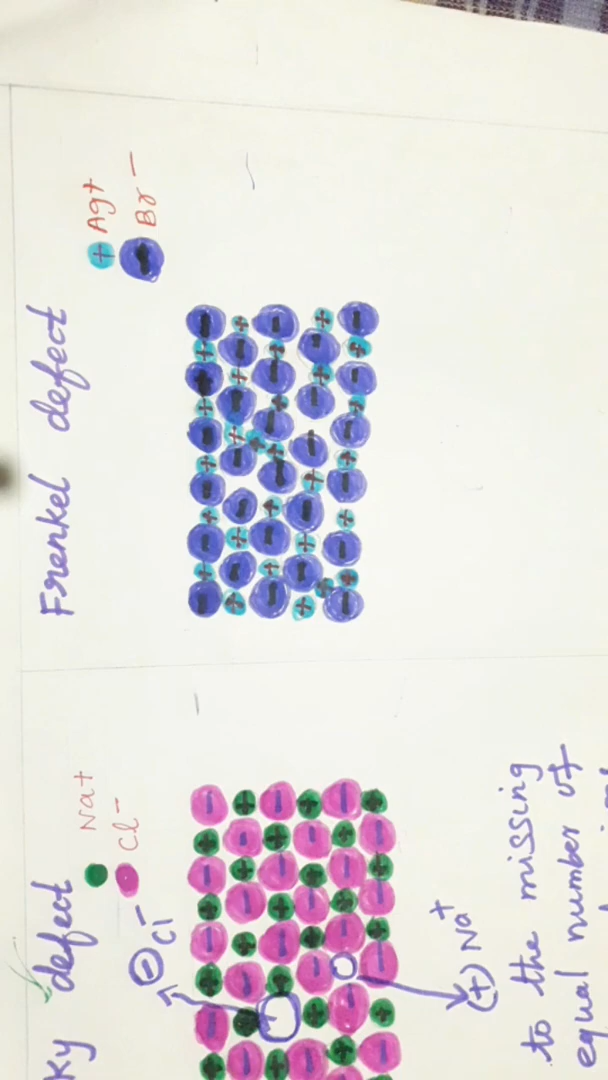 Frenkel defect
Ag+
Br-
ky defect
Na+
Cl-
Cl-
Na+
to the missing
equal number of